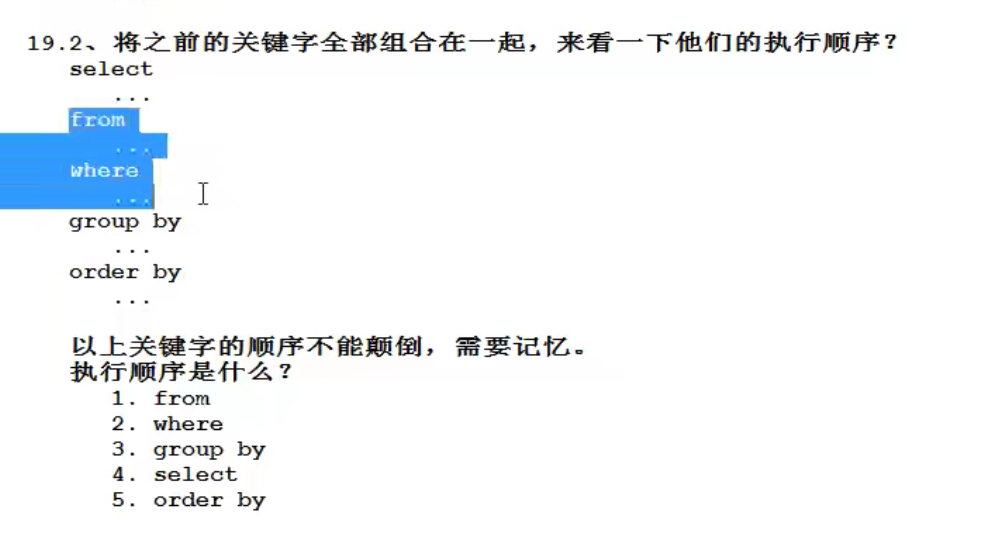 19.2、将之前的关键字全部组合在一起，来看一下他们的执行顺序？
select
...
from
...
where
...
group by
...
order by
...
以上关键字的顺序不能颠倒，需要记忆。
执行顺序是什么？
1. from
2. where
3. group by
4. select
5. order by